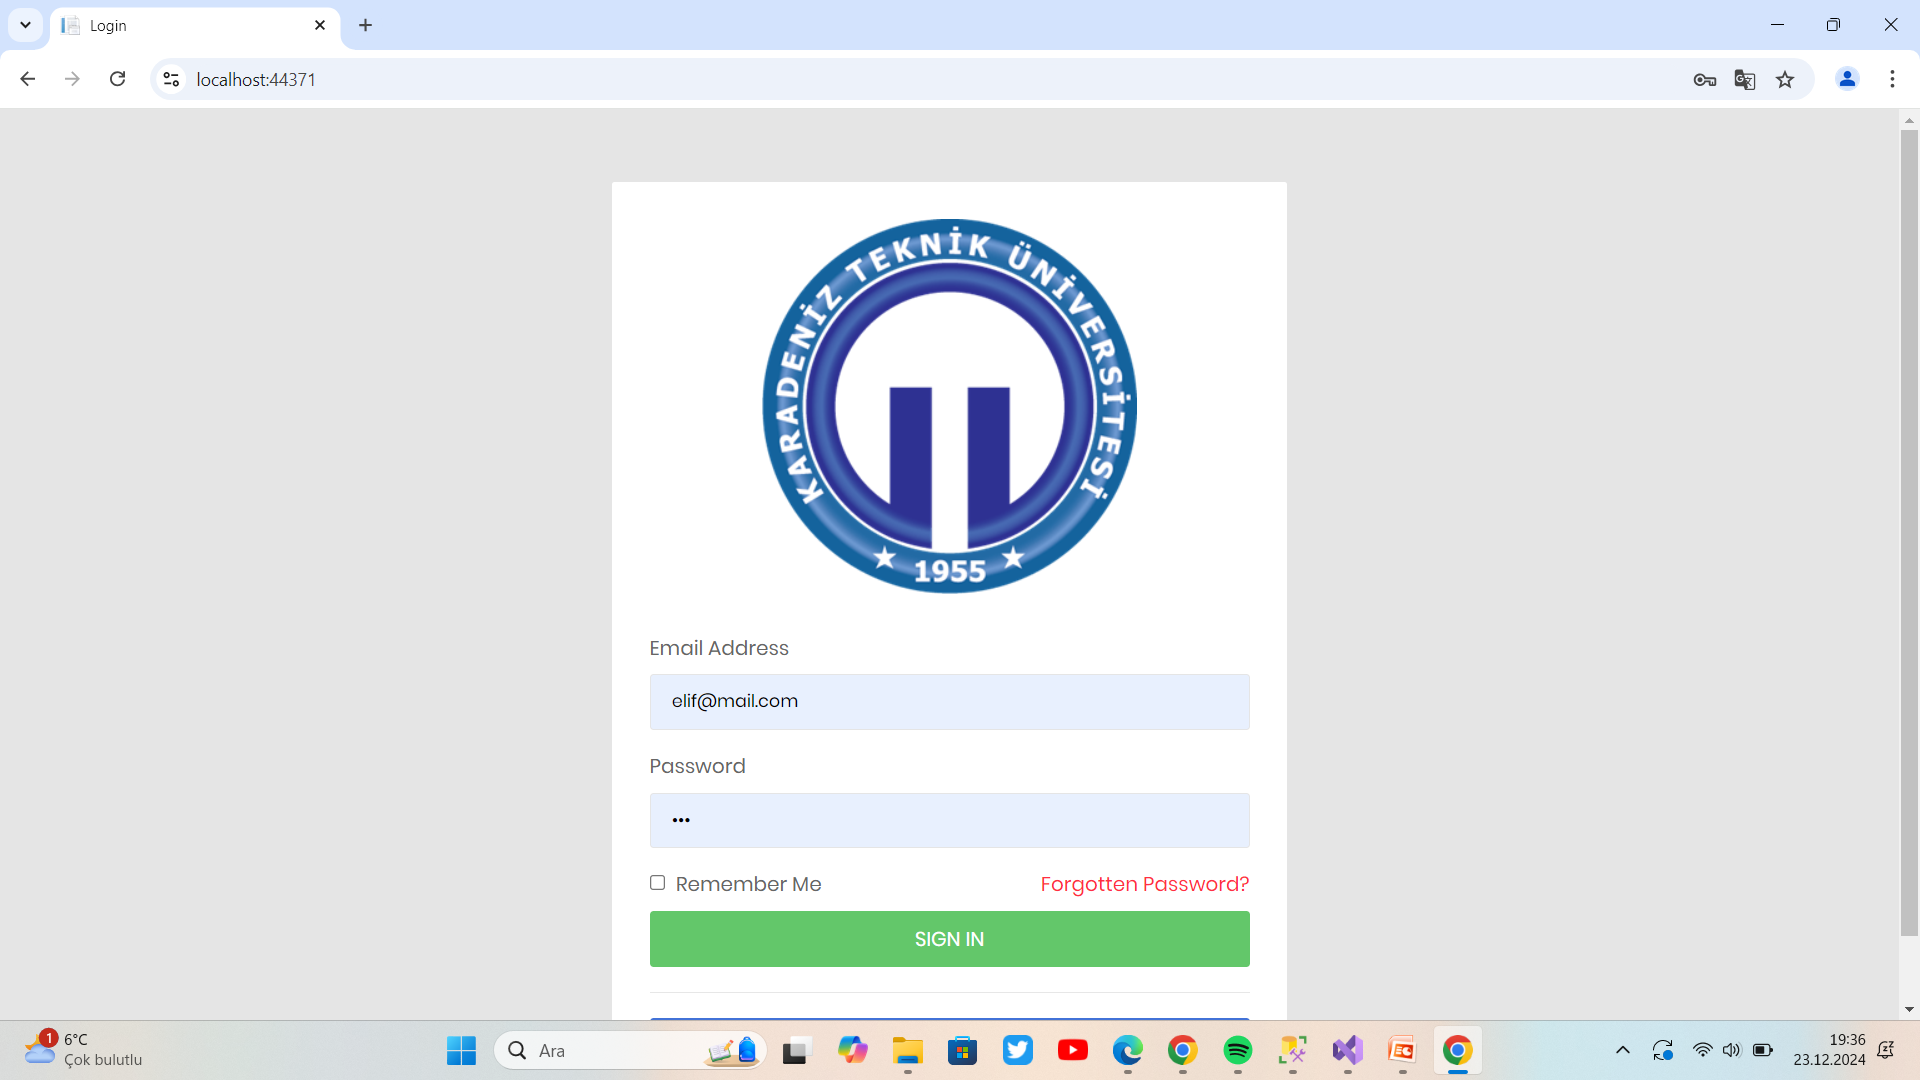 Login
localhost:44371
KARADENİZ TEKNİK ÜNİVERSİTESİ
1955
Email Address
elif@mail.com
Password
•••
Remember Me
Forgotten Password?
SIGN IN
1
6°C
Çok bulutlu
Ara
19:36
23.12.2024